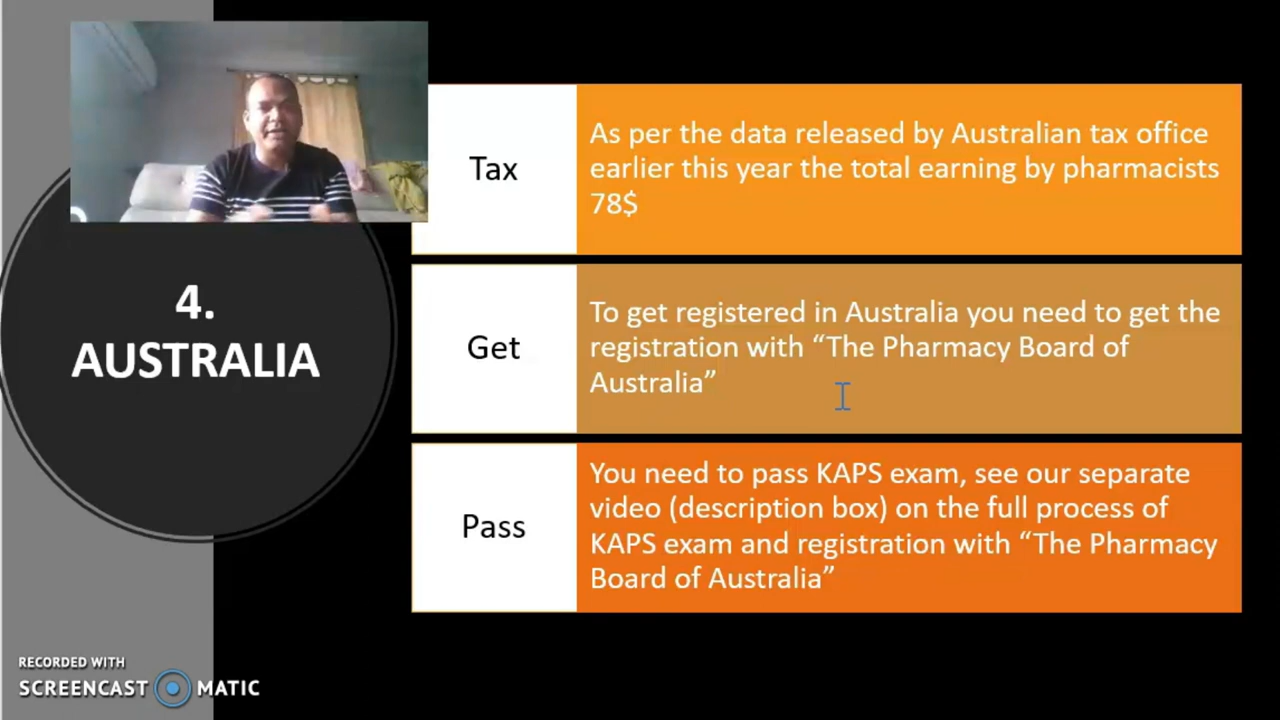 4.
AUSTRALIA
Tax
As per the data released by Australian tax office
earlier this year the total earning by pharmacists
78$
Get
To get registered in Australia you need to get the
registration with “The Pharmacy Board of
Australia”
Pass
You need to pass KAPS exam, see our separate
video (description box) on the full process of
KAPS exam and registration with “The Pharmacy
Board of Australia”
RECORDED WITH
SCREENCAST MATIC